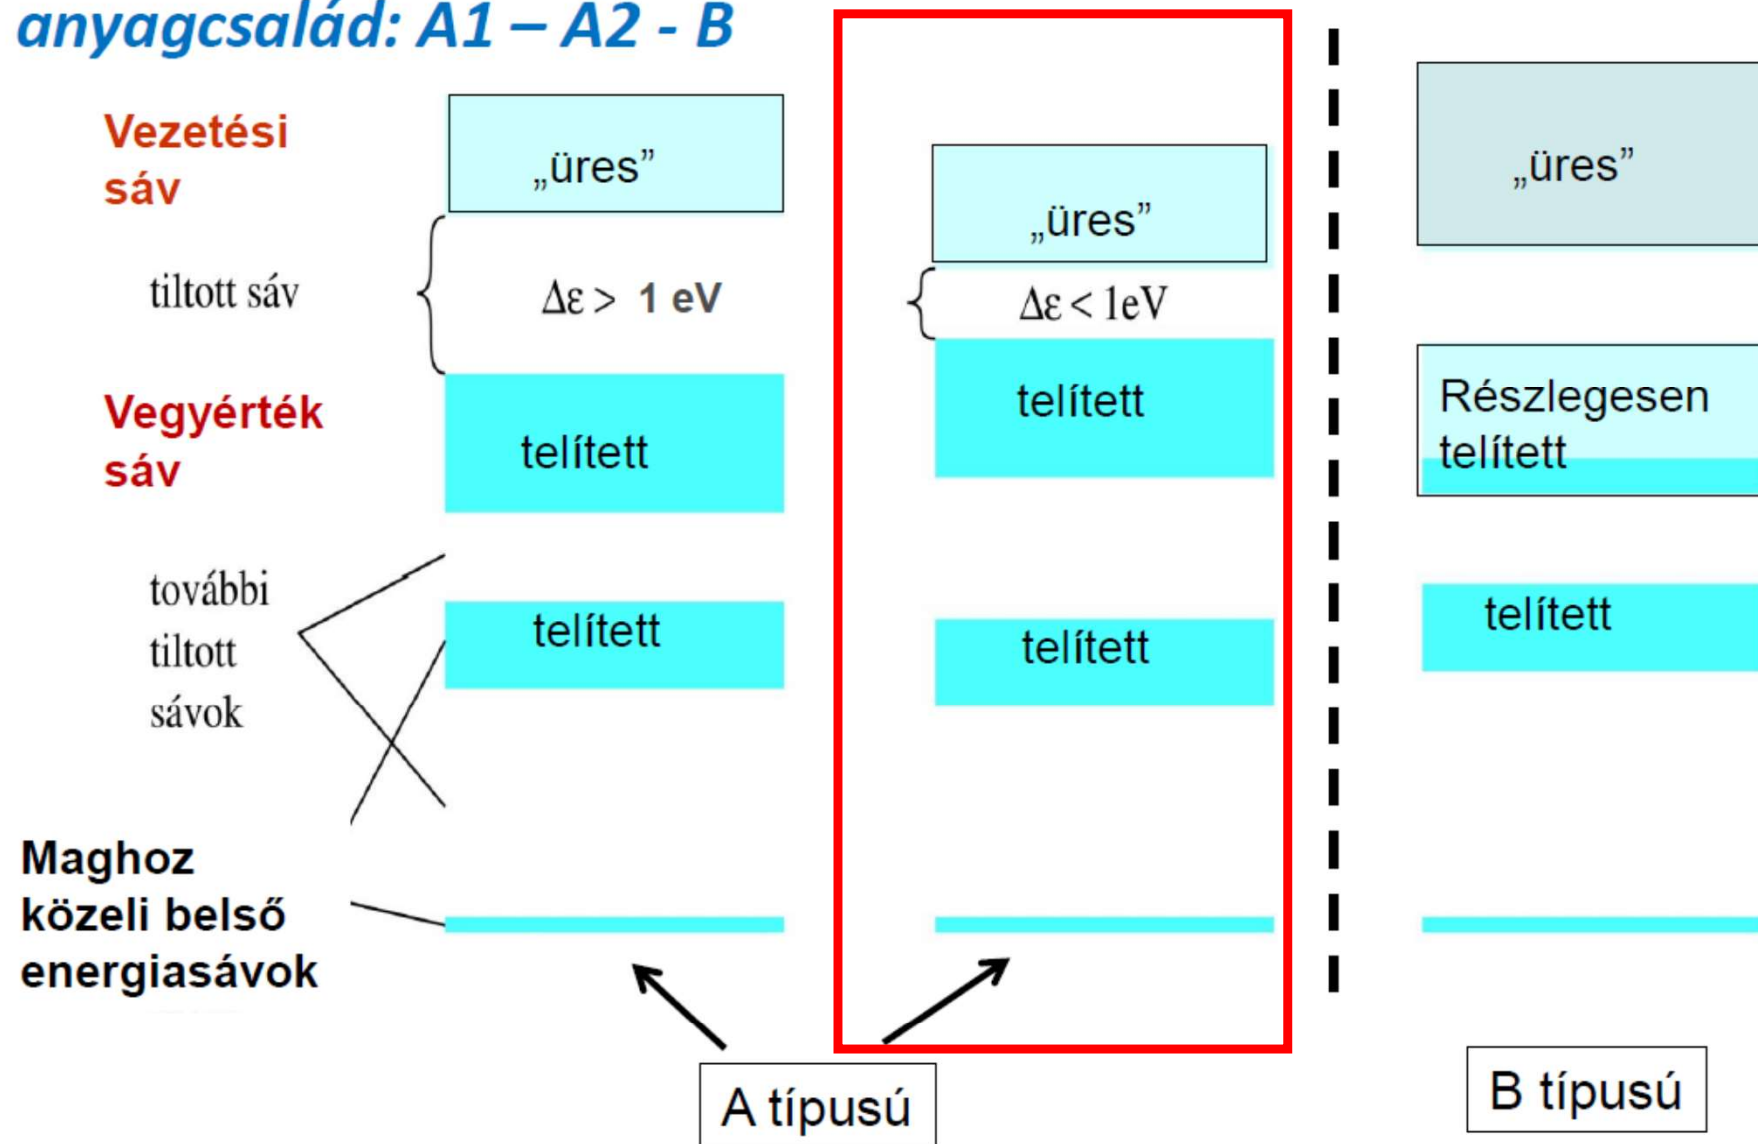 anyagcsalád: A1 – A2 - B
Vezetési
sáv
„üres”
„üres”
„üres”
tiltott sáv
Δε > 1 eV
Δε < 1eV
Vegyérték
sáv
telített
telített
Részlegesen
telített
további
tiltott
sávok
telített
telített
telített
Maghoz
közeli belső
energiasávok
A típusú
B típusú